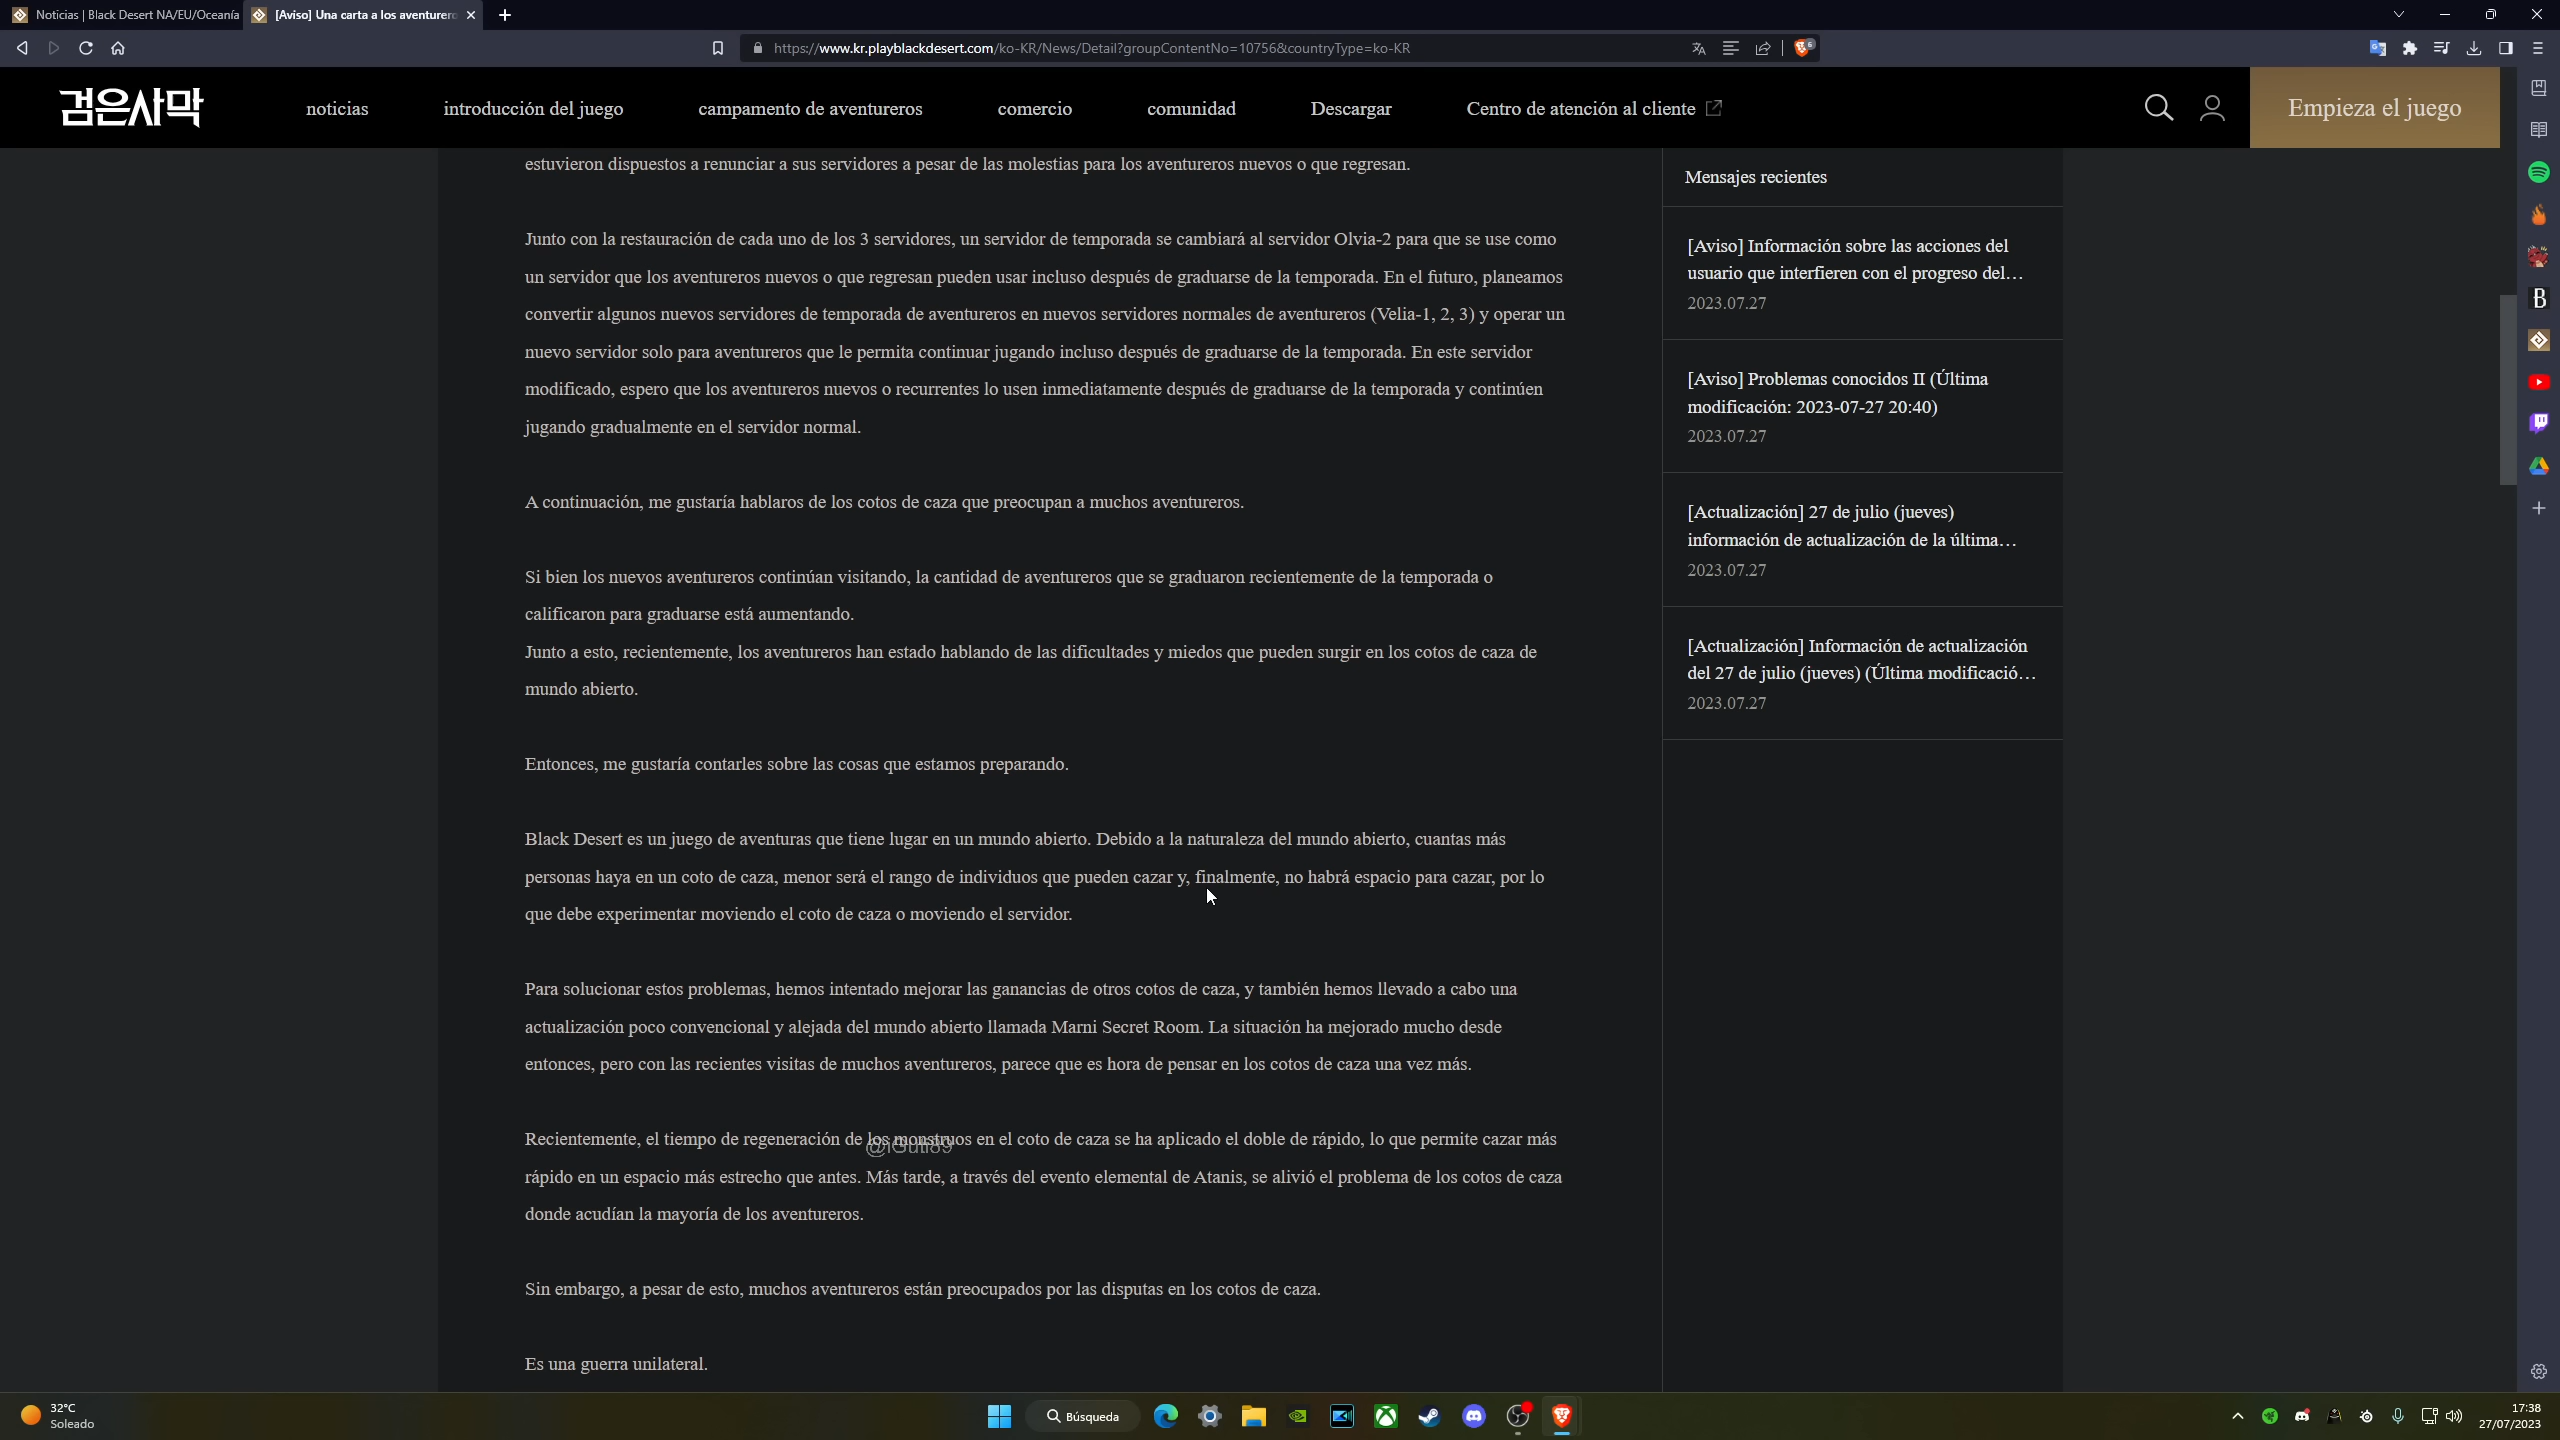 Noticias | Black Desert NA/EU/Oceanía
[Aviso] Una carta a los aventurero
https://www.kr.playblackdesert.com/ko-KR/News/Detail?groupContentNo=10756&countryType=ko-KR
6
검은사막
noticias
introducción del juego
campamento de aventureros
comercio
comunidad
Descargar
Centro de atención al cliente
Empieza el juego
estuvieron dispuestos a renunciar a sus servidores a pesar de las molestias para los aventureros nuevos o que regresan.
Junto con la restauración de cada uno de los 3 servidores, un servidor de temporada se cambiará al servidor Olvia-2 para que se use como
un servidor que los aventureros nuevos o que regresan pueden usar incluso después de graduarse de la temporada. En el futuro, planeamos
convertir algunos nuevos servidores de temporada de aventureros en nuevos servidores normales de aventureros (Velia-1, 2, 3) y operar un
nuevo servidor solo para aventureros que le permita continuar jugando incluso después de graduarse de la temporada. En este servidor
modificado, espero que los aventureros nuevos o recurrentes lo usen inmediatamente después de graduarse de la temporada y continúen
jugando gradualmente en el servidor normal.
A continuación, me gustaría hablaros de los cotos de caza que preocupan a muchos aventureros.
Si bien los nuevos aventureros continúan visitando, la cantidad de aventureros que se graduaron recientemente de la temporada o
calificaron para graduarse está aumentando.
Junto a esto, recientemente, los aventureros han estado hablando de las dificultades y miedos que pueden surgir en los cotos de caza de
mundo abierto.
Entonces, me gustaría contarles sobre las cosas que estamos preparando.
Black Desert es un juego de aventuras que tiene lugar en un mundo abierto. Debido a la naturaleza del mundo abierto, cuantas más
personas haya en un coto de caza, menor será el rango de individuos que pueden cazar y, finalmente, no habrá espacio para cazar, por lo
que debe experimentar moviendo el coto de caza o moviendo el servidor.
Para solucionar estos problemas, hemos intentado mejorar las ganancias de otros cotos de caza, y también hemos llevado a cabo una
actualización poco convencional y alejada del mundo abierto llamada Marni Secret Room. La situación ha mejorado mucho desde
entonces, pero con las recientes visitas de muchos aventureros, parece que es hora de pensar en los cotos de caza una vez más.
Recientemente, el tiempo de regeneración de los monstruos en el coto de caza se ha aplicado el doble de rápido, lo que permite cazar más
@iGuti89
rápido en un espacio más estrecho que antes. Más tarde, a través del evento elemental de Atanis, se alivió el problema de los cotos de caza
donde acudían la mayoría de los aventureros.
Sin embargo, a pesar de esto, muchos aventureros están preocupados por las disputas en los cotos de caza.
Es una guerra unilateral.
Mensajes recientes
[Aviso] Información sobre las acciones del
usuario que interfieren con el progreso del...
2023.07.27
[Aviso] Problemas conocidos II (Última
modificación: 2023-07-27 20:40)
2023.07.27
[Actualización] 27 de julio (jueves)
información de actualización de la última...
2023.07.27
[Actualización] Información de actualización
del 27 de julio (jueves) (Última modificació...
2023.07.27
32°C
Soleado
Búsqueda
17:38
27/07/2023